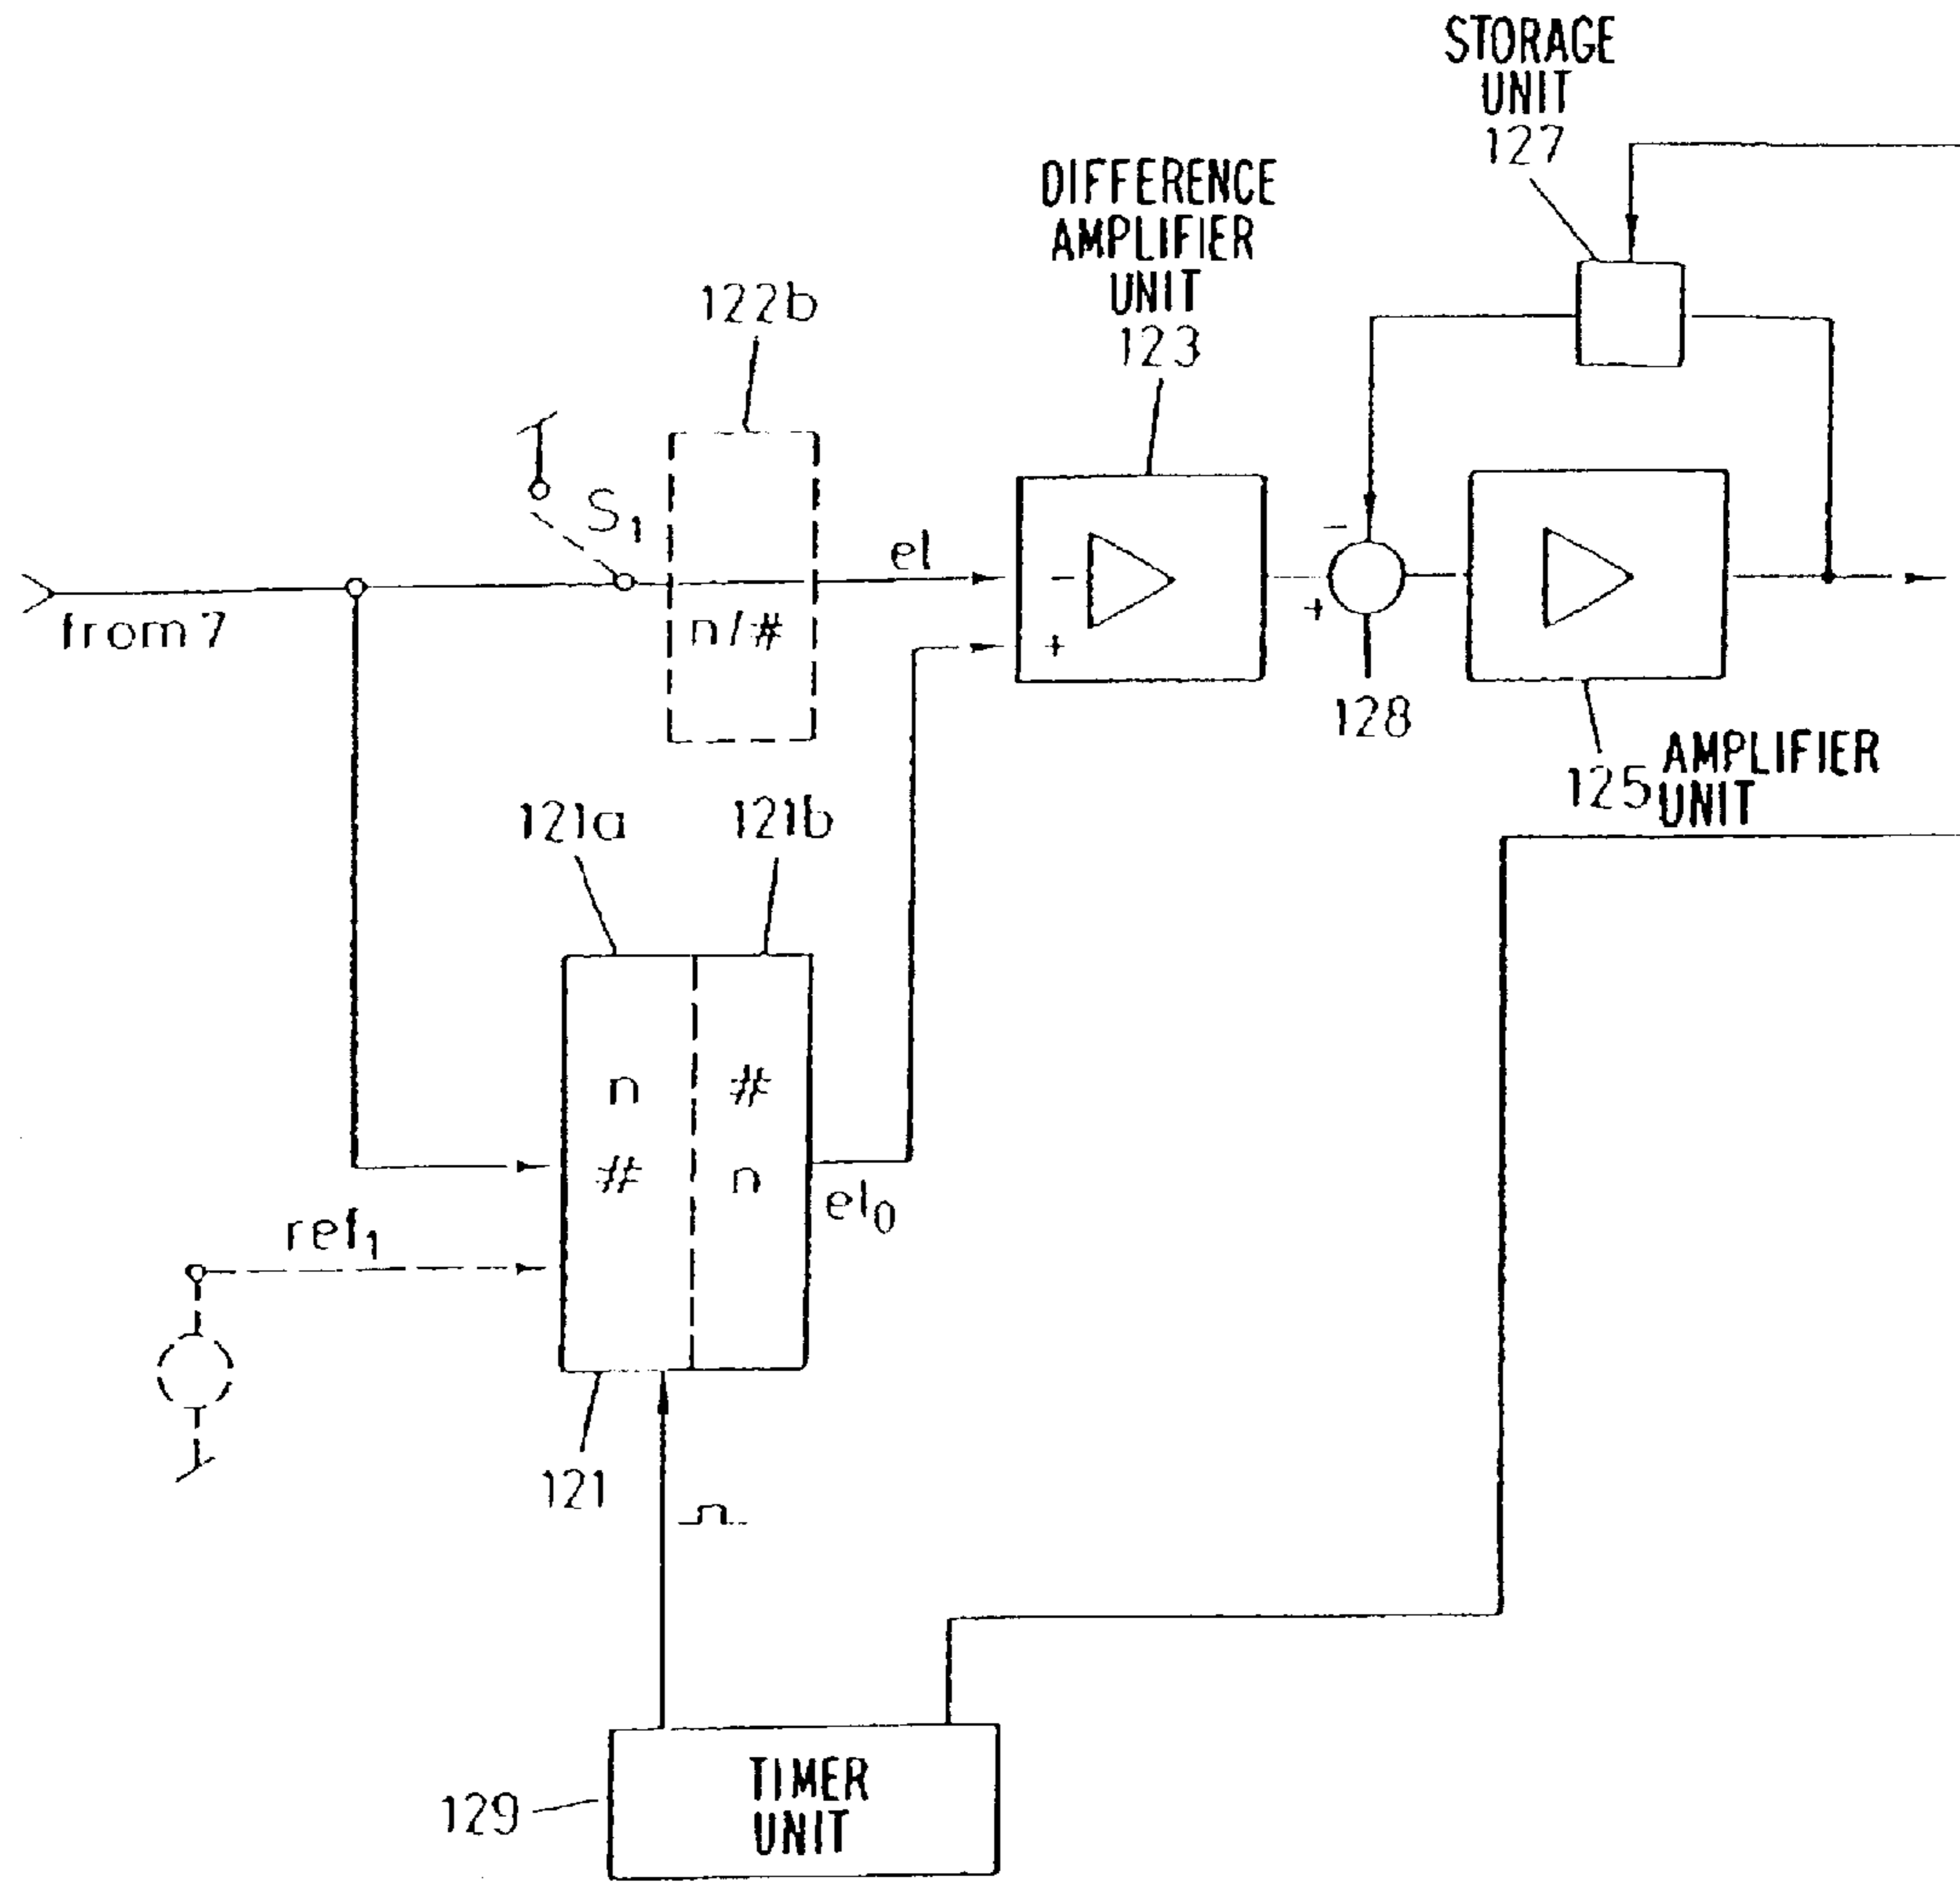 STORAGE
UNIT
127
DIFFERENCE
AMPLIFIER
UNIT
123
122b
S1
el
from 7
n/#
-
+
-
+
128
125
AMPLIFIER
UNIT
121a
121b
n
#
#
n
el0
ref1
121
129
TIMER
UNIT